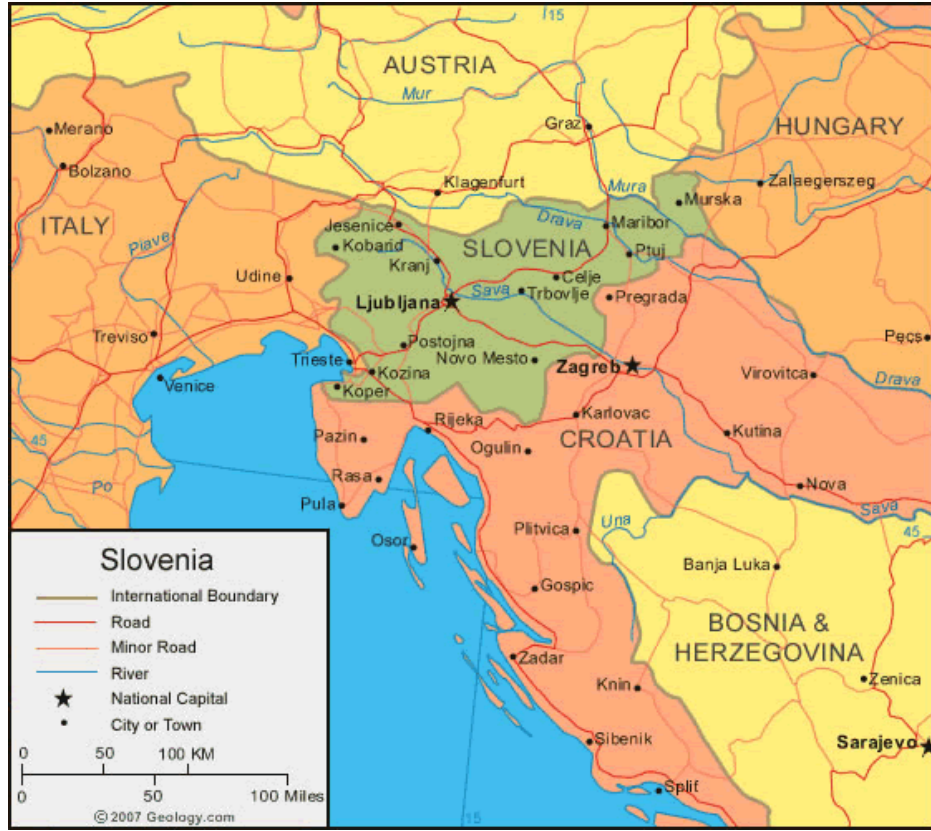 15
AUSTRIA
Mur
Graz
HUNGARY
Merano
Bolzano
Klagenfurt
Mura
Zalaegerszeg
Murska
ITALY
Jesenice
Drava
Maribor
Piave
Kobarid
SLOVENIA
Ptuj
Kranj
Udine
Celje
Ljubljana
Sava
Trbovlje
Pregrada
Treviso
Postojna
Pecs
Trieste
Novo Mesto
Zagreb
Kozina
Virovitca
Venice
Koper
Drava
Karlovac
Rijeka
45
Pazin
Ogulin
CROATIA
Kutina
Rasa
Po
Nova
Pula
Sava
Una
45
Plitvica
Osor
Slovenia
Banja Luka
International Boundary
Gospic
Road
BOSNIA &
HERZEGOVINA
Minor Road
Zadar
River
Knin
Zenica
National Capital
City or Town
Sibenik
Sarajevo
0 50 100 KM
Split
0 50 100 Miles
© 2007 Geology.com
15